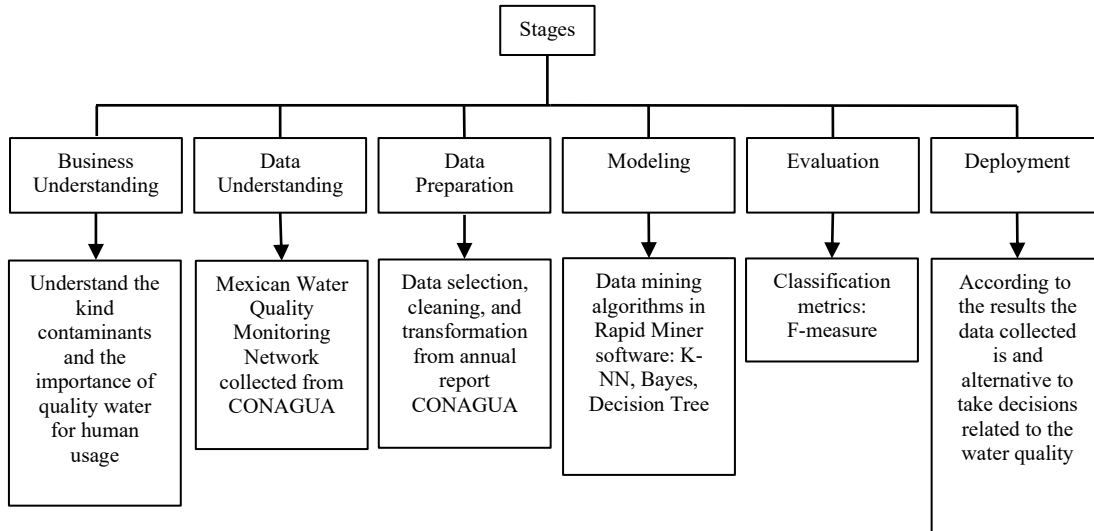 Stages
Business
Understanding
Data
Understanding
Data
Preparation
Modeling
Evaluation
Deployment
Understand the
kind
contaminants
and the
importance of
quality water
for human
usage
Mexican Water
Quality
Monitoring
Network
collected from
CONAGUA
Data selection,
cleaning, and
transformation
from annual
report
CONAGUA
Data mining
algorithms in
Rapid Miner
software: K-
NN, Bayes,
Decision Tree
Classification
metrics:
F-measure
According to
the results the
data collected
is and
alternative to
take decisions
related to the
water quality